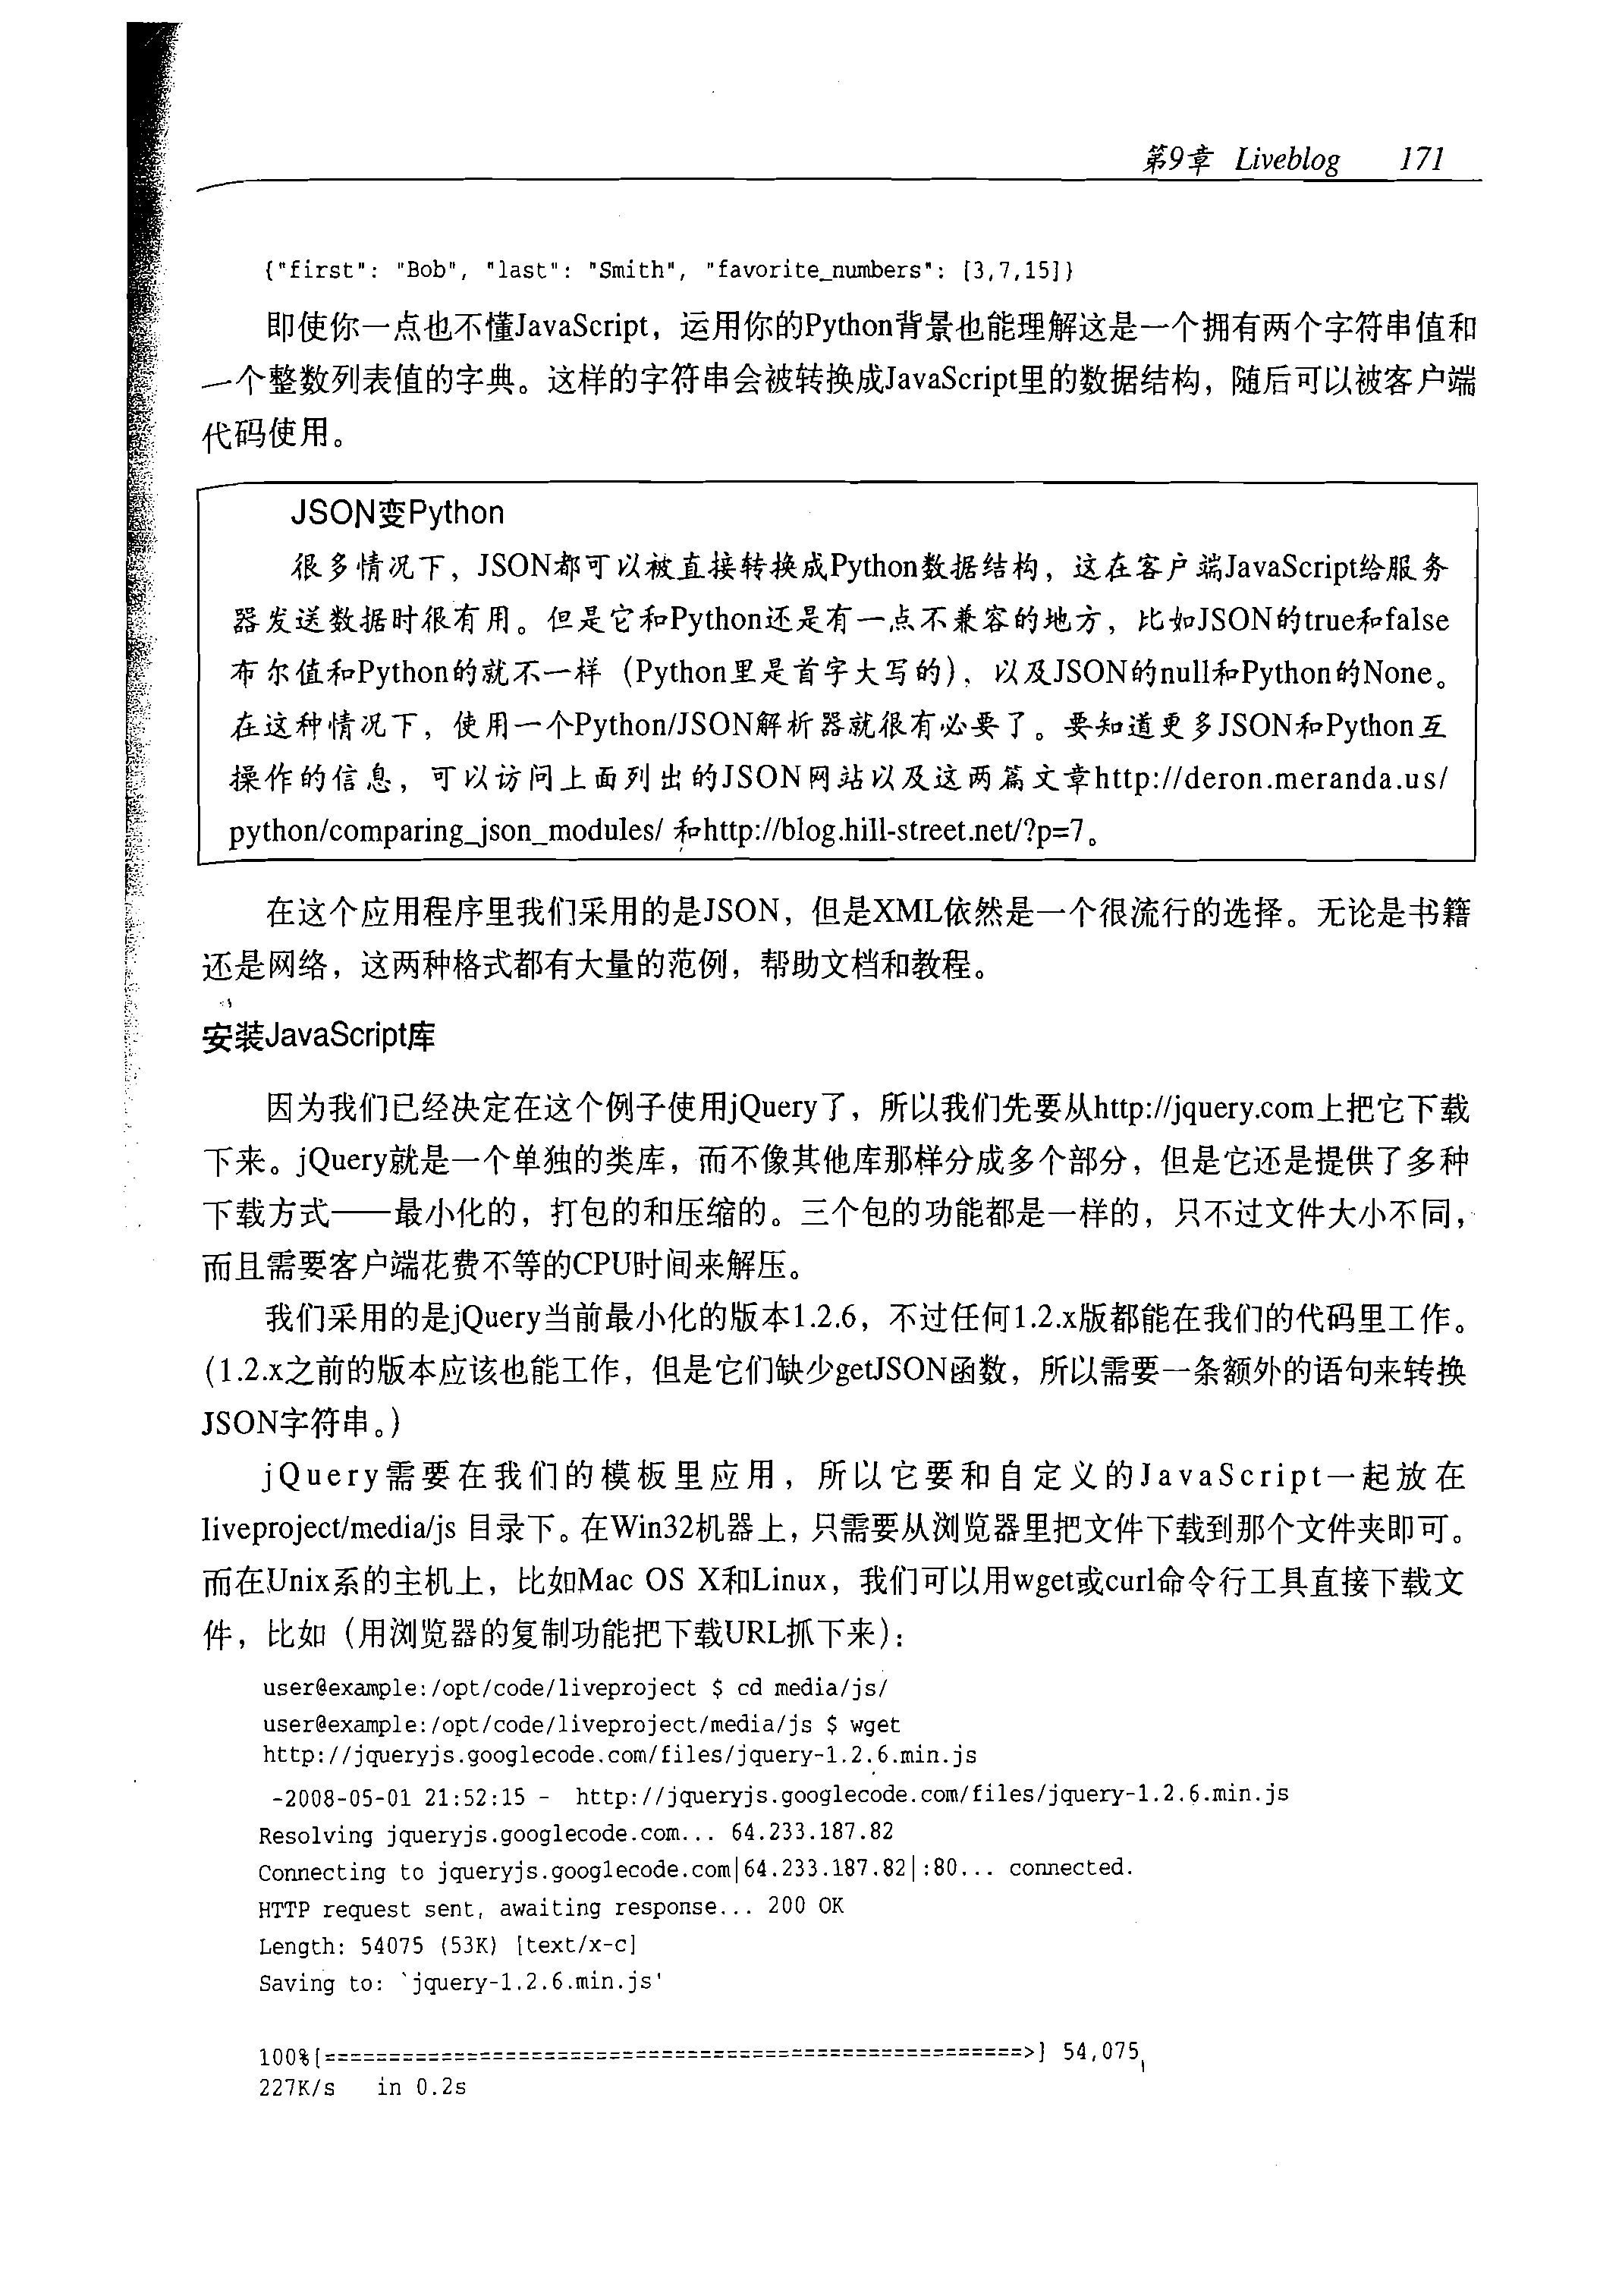 第9章 Liveblog 171
{"first": "Bob", "last": "Smith", "favorite_numbers": [3,7,15]}
即使你一点也不懂JavaScript，运用你的Python背景也能理解这是一个拥有两个字符串值和
一个整数列表值的字典。这样的字符串会被转换成JavaScript里的数据结构，随后可以被客户端
代码使用。
JSON变Python
很多情况下，JSON都可以被直接转换成Python数据结构，这在客户端JavaScript给服务
器发送数据时很有用。但是它和Python还是有一点不兼容的地方，比如JSON的true和false
布尔值和Python的就不一样（Python里是首字大写的）、以及JSON的null和Python的None。
在这种情况下，使用一个Python/JSON解析器就很有必要了。要知道更多JSON和Python互
操作的信息，可以访问上面列出的JSON网站以及这两篇文章http://deron.meranda.us/
python/comparing_json_modules/ 和http://blog.hill-street.net/?p=7。
在这个应用程序里我们采用的是JSON，但是XML依然是一个很流行的选择。无论是书籍
还是网络，这两种格式都有大量的范例，帮助文档和教程。
安装JavaScript库
因为我们已经决定在这个例子使用jQuery了，所以我们先要从http://jquery.com上把它下载
下来。jQuery就是一个单独的类库，而不像其他库那样分成多个部分，但是它还是提供了多种
下载方式——最小化的，打包的和压缩的。三个包的功能都是一样的，只不过文件大小不同，
而且需要客户端花费不等的CPU时间来解压。
我们采用的是jQuery当前最小化的版本1.2.6，不过任何1.2.x版都能在我们的代码里工作。
（1.2.x之前的版本应该也能工作，但是它们缺少getJSON函数，所以需要一条额外的语句来转换
JSON字符串。）
jQuery需要在我们的模板里应用，所以它要和自定义的JavaScript一起放在
liveproject/media/js 目录下。在Win32机器上，只需要从浏览器里把文件下载到那个文件夹即可。
而在Unix系的主机上，比如Mac OS X和Linux，我们可以用wget或curl命令行工具直接下载文
件，比如（用浏览器的复制功能把下载URL抓下来）：
user@example:/opt/code/liveproject $ cd media/js/
user@example:/opt/code/liveproject/media/js $ wget
http://jqueryjs.googlecode.com/files/jquery-1.2.6.min.js
-2008-05-01 21:52:15 - http://jqueryjs.googlecode.com/files/jquery-1.2.6.min.js
Resolving jqueryjs.googlecode.com... 64.233.187.82
Connecting to jqueryjs.googlecode.com|64.233.187.82|:80... connected.
HTTP request sent, awaiting response... 200 OK
Length: 54075 (53K) [text/x-c]
Saving to: `jquery-1.2.6.min.js'
100%[======================================================>] 54,075
227K/s in 0.2s